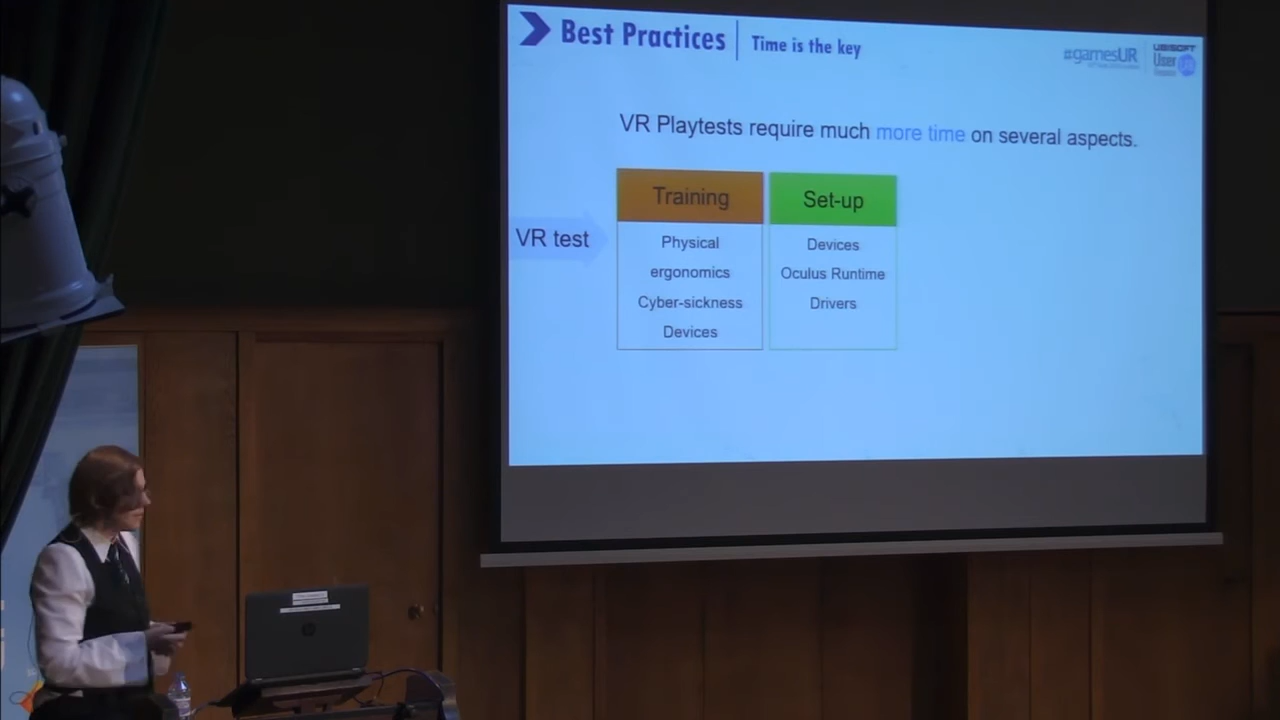 Best Practices
Time is the key
#gamesUR
UBISOFT
User
VR Playtests require much more time on several aspects.
VR test
Training
Physical
ergonomics
Cyber-sickness
Devices
Set-up
Devices
Oculus Runtime
Drivers